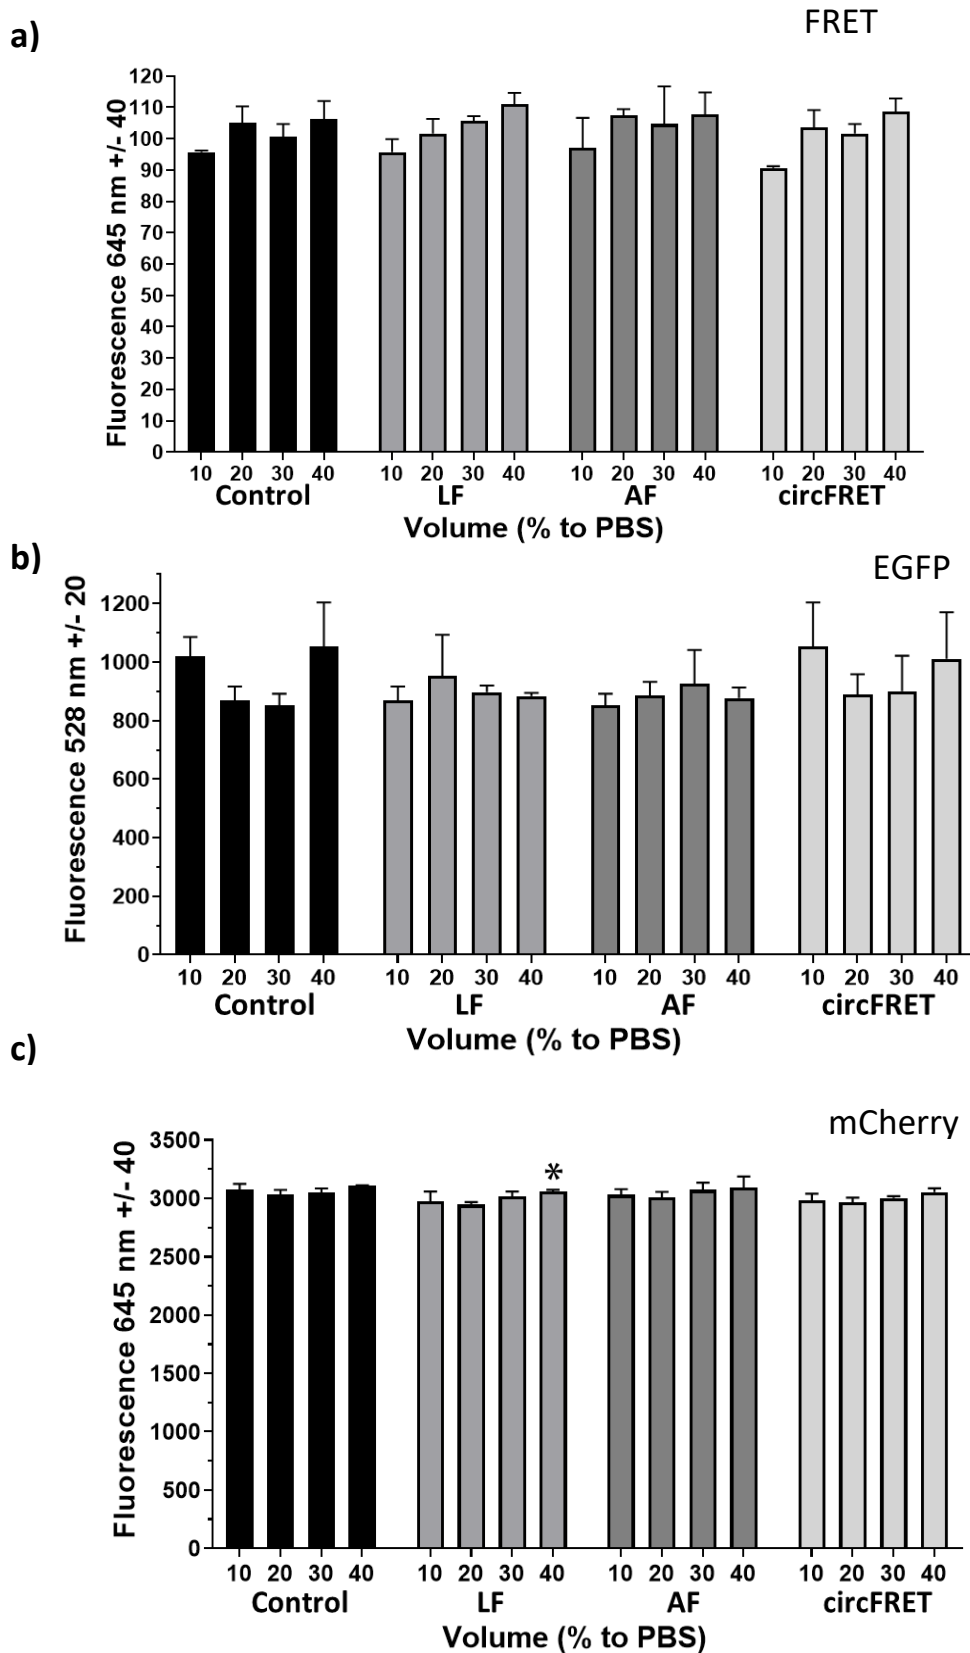 a)
FRET
Fluorescence 645 nm +/- 40
120
110
100
90
80
70
60
50
40
30
20
10
0
10 20 30 40 10 20 30 40 10 20 30 40 10 20 30 40
Control LF AF circFRET
Volume (% to PBS)
b)
EGFP
Fluorescence 528 nm +/- 20
1200
1000
800
600
400
200
0
10 20 30 40 10 20 30 40 10 20 30 40 10 20 30 40
Control LF AF circFRET
Volume (% to PBS)
c)
mCherry
Fluorescence 645 nm +/- 40
3500
3000
2500
2000
1500
1000
500
0
*
10 20 30 40 10 20 30 40 10 20 30 40 10 20 30 40
Control LF AF circFRET
Volume (% to PBS)